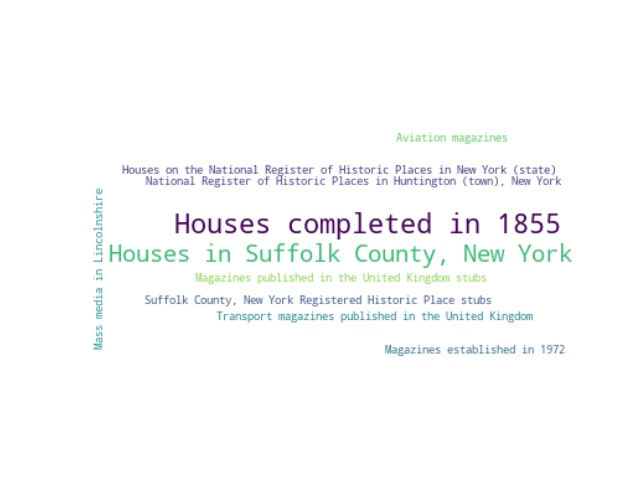 Aviation magazines
Houses on the National Register of Historic Places in New York (state)
National Register of Historic Places in Huntington (town), New York
Mass media in Lincolnshire
Houses completed in 1855
Houses in Suffolk County, New York
Magazines published in the United Kingdom stubs
Suffolk County, New York Registered Historic Place stubs
Transport magazines published in the United Kingdom
Magazines established in 1972